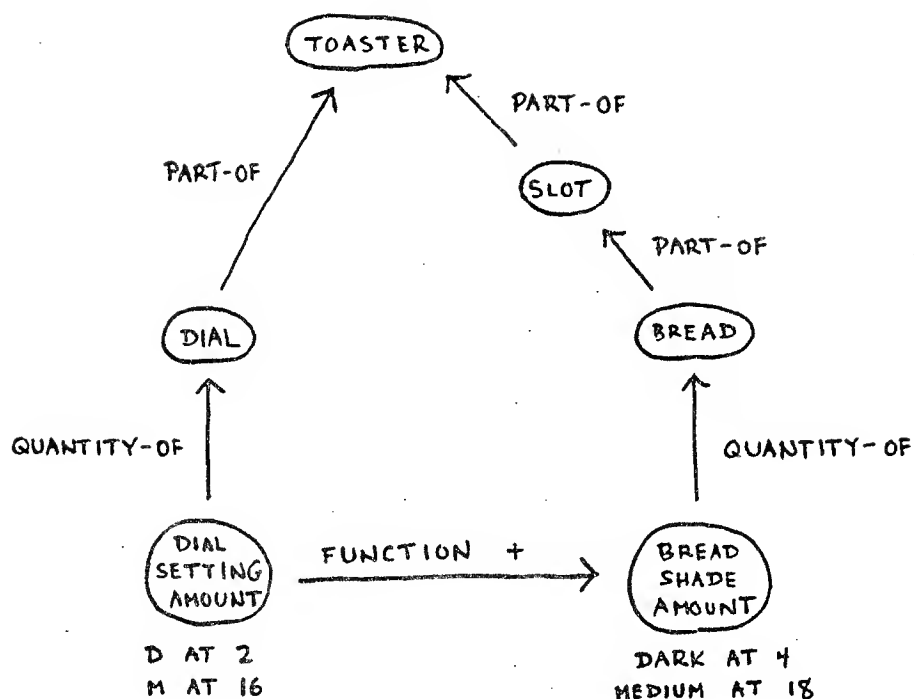 TOASTER
PART-OF
PART-OF
SLOT
PART-OF
DIAL
BREAD
QUANTITY-OF
QUANTITY-OF
DIAL
SETTING
AMOUNT
FUNCTION +
BREAD
SHADE
AMOUNT
D AT 2
M AT 16
DARK AT 4
MEDIUM AT 18